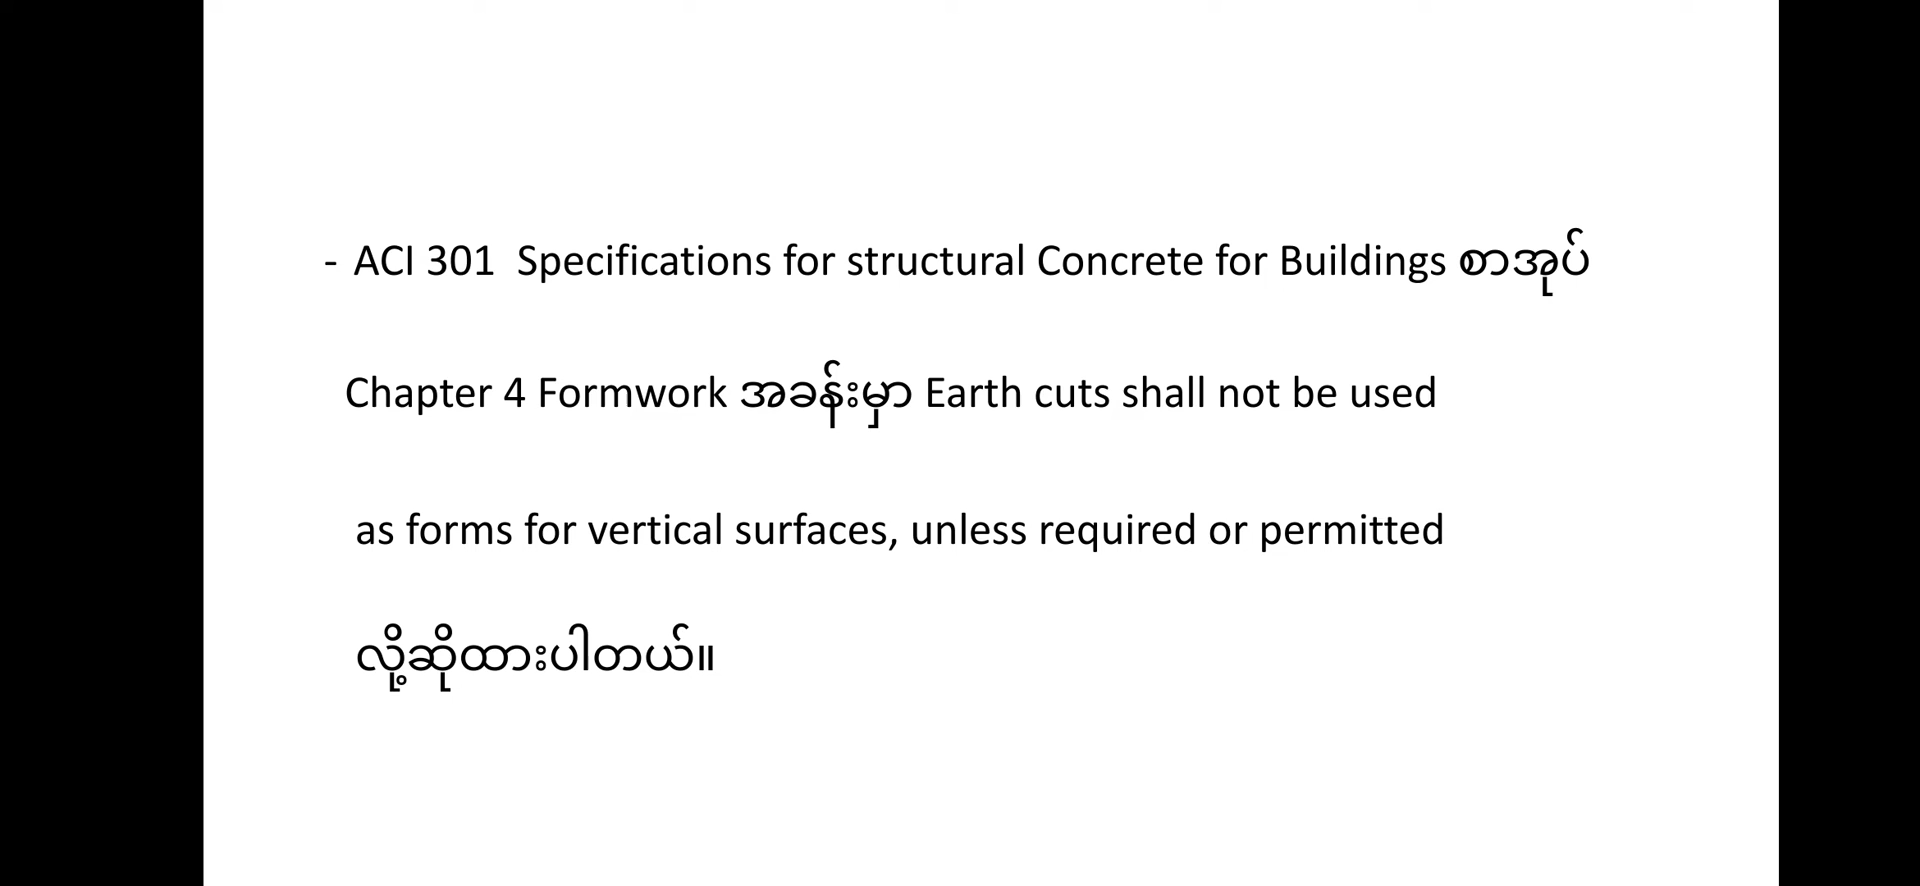 - ACI 301 Specifications for structural Concrete for Buildings စာအုပ်
Chapter 4 Formwork အခန်းမှာ Earth cuts shall not be used
as forms for vertical surfaces, unless required or permitted
လို့ဆိုထားပါတယ်။